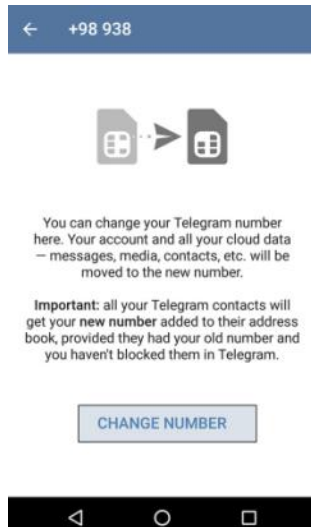 +98 938
You can change your Telegram number
here. Your account and all your cloud data
— messages, media, contacts, etc. will be
moved to the new number.
Important: all your Telegram contacts will
get your new number added to their address
book, provided they had your old number and
you haven't blocked them in Telegram.
CHANGE NUMBER